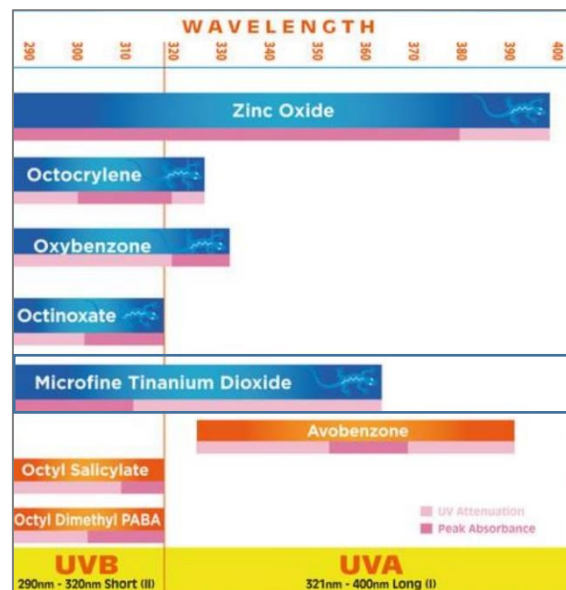 WAVELENGTH
290 300 310 320 330 340 350 360 370 380 390 400
Zinc Oxide
Octocrylene
Oxybenzone
Octinoxate
Microfine Tinanium Dioxide
Avobenzone
Octyl Salicylate
Octyl Dimethyl PABA
UV Attenuation
Peak Absorbance
UVB
290nm - 320nm Short (II)
UVA
321nm - 400nm Long (I)